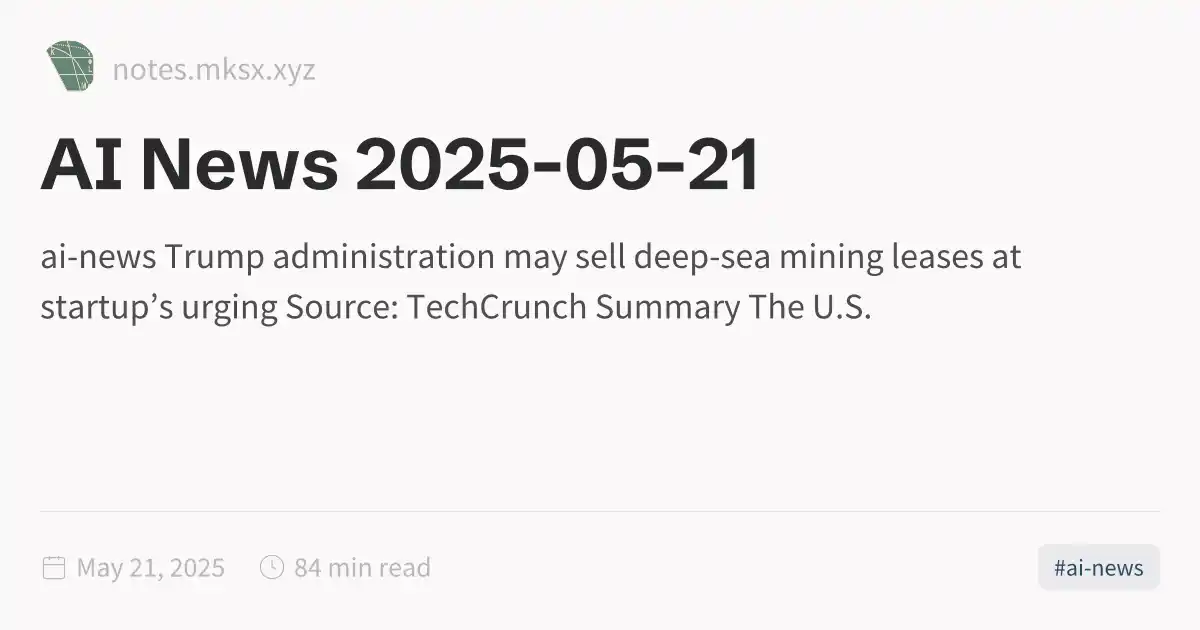 notes.mksx.xyz
AI News 2025-05-21
ai-news Trump administration may sell deep-sea mining leases at
startup’s urging Source: TechCrunch Summary The U.S.
May 21, 2025
84 min read
#ai-news